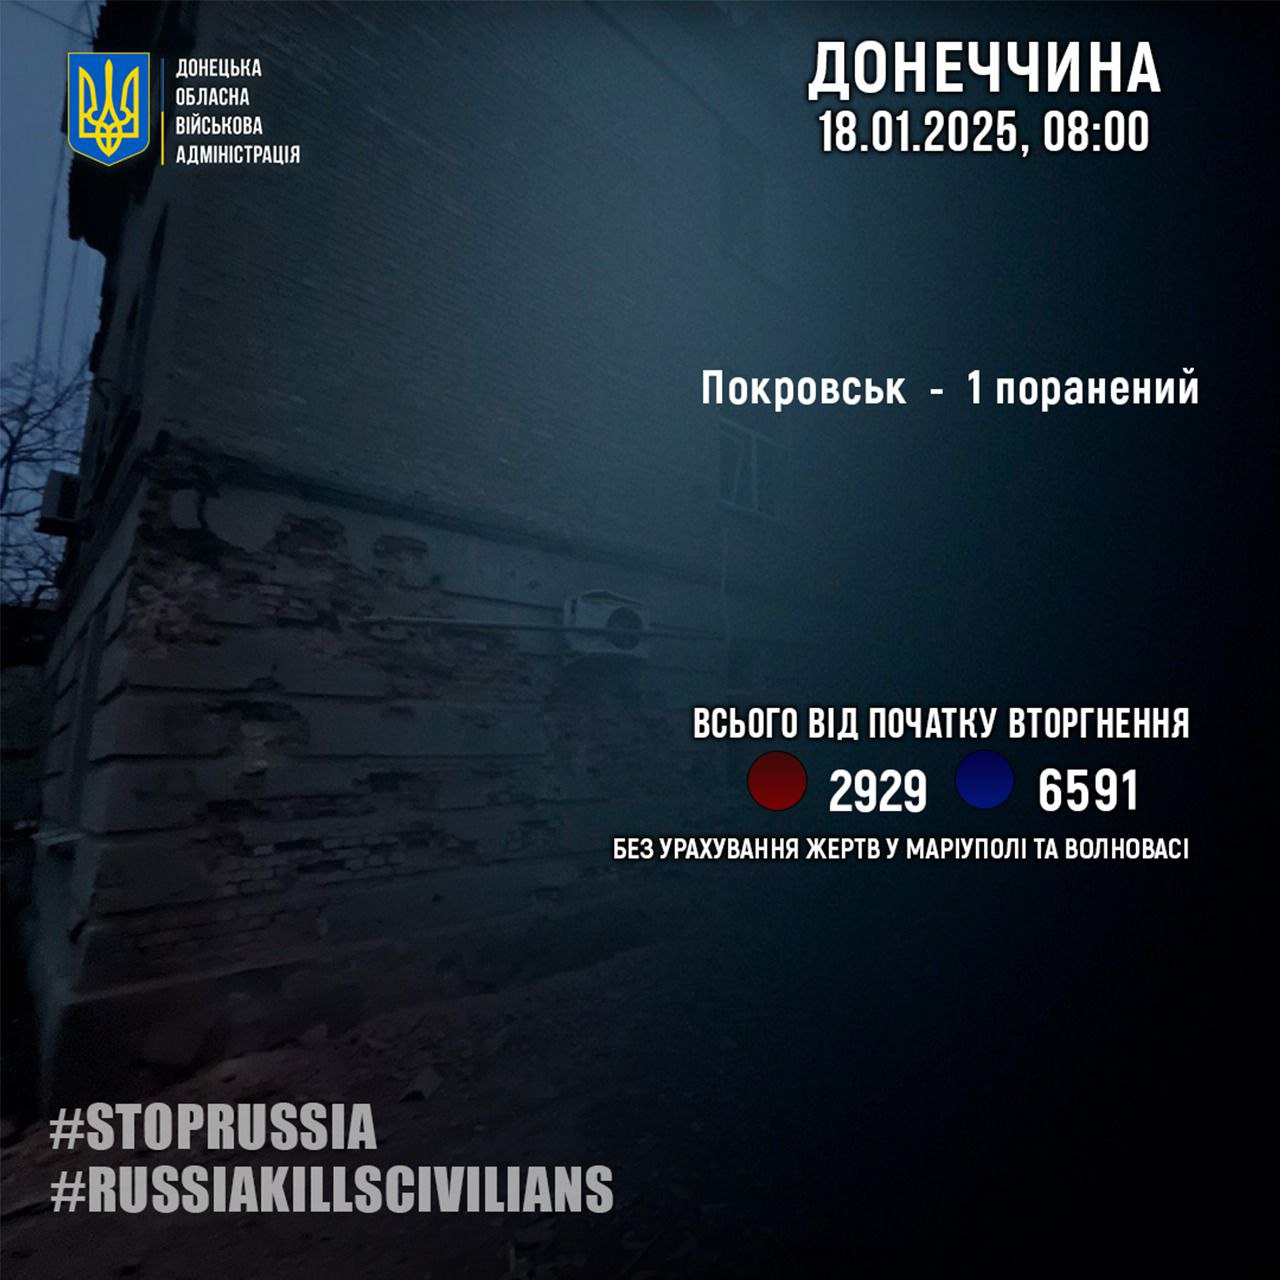 ДОНЕЦЬКА
ОБЛАСНА
ВІЙСЬКОВА
АДМІНІСТРАЦІЯ
ДОНЕЧЧИНА
18.01.2025, 08:00
Покровськ - 1 поранений
ВСЬОГО ВІД ПОЧАТКУ ВТОРГНЕННЯ
2929 6591
БЕЗ УРАХУВАННЯ ЖЕРТВ У МАРІУПОЛІ ТА ВОЛНОВАСІ
#STOPRUSSIA
#RUSSIAKILLSCIVILIANS